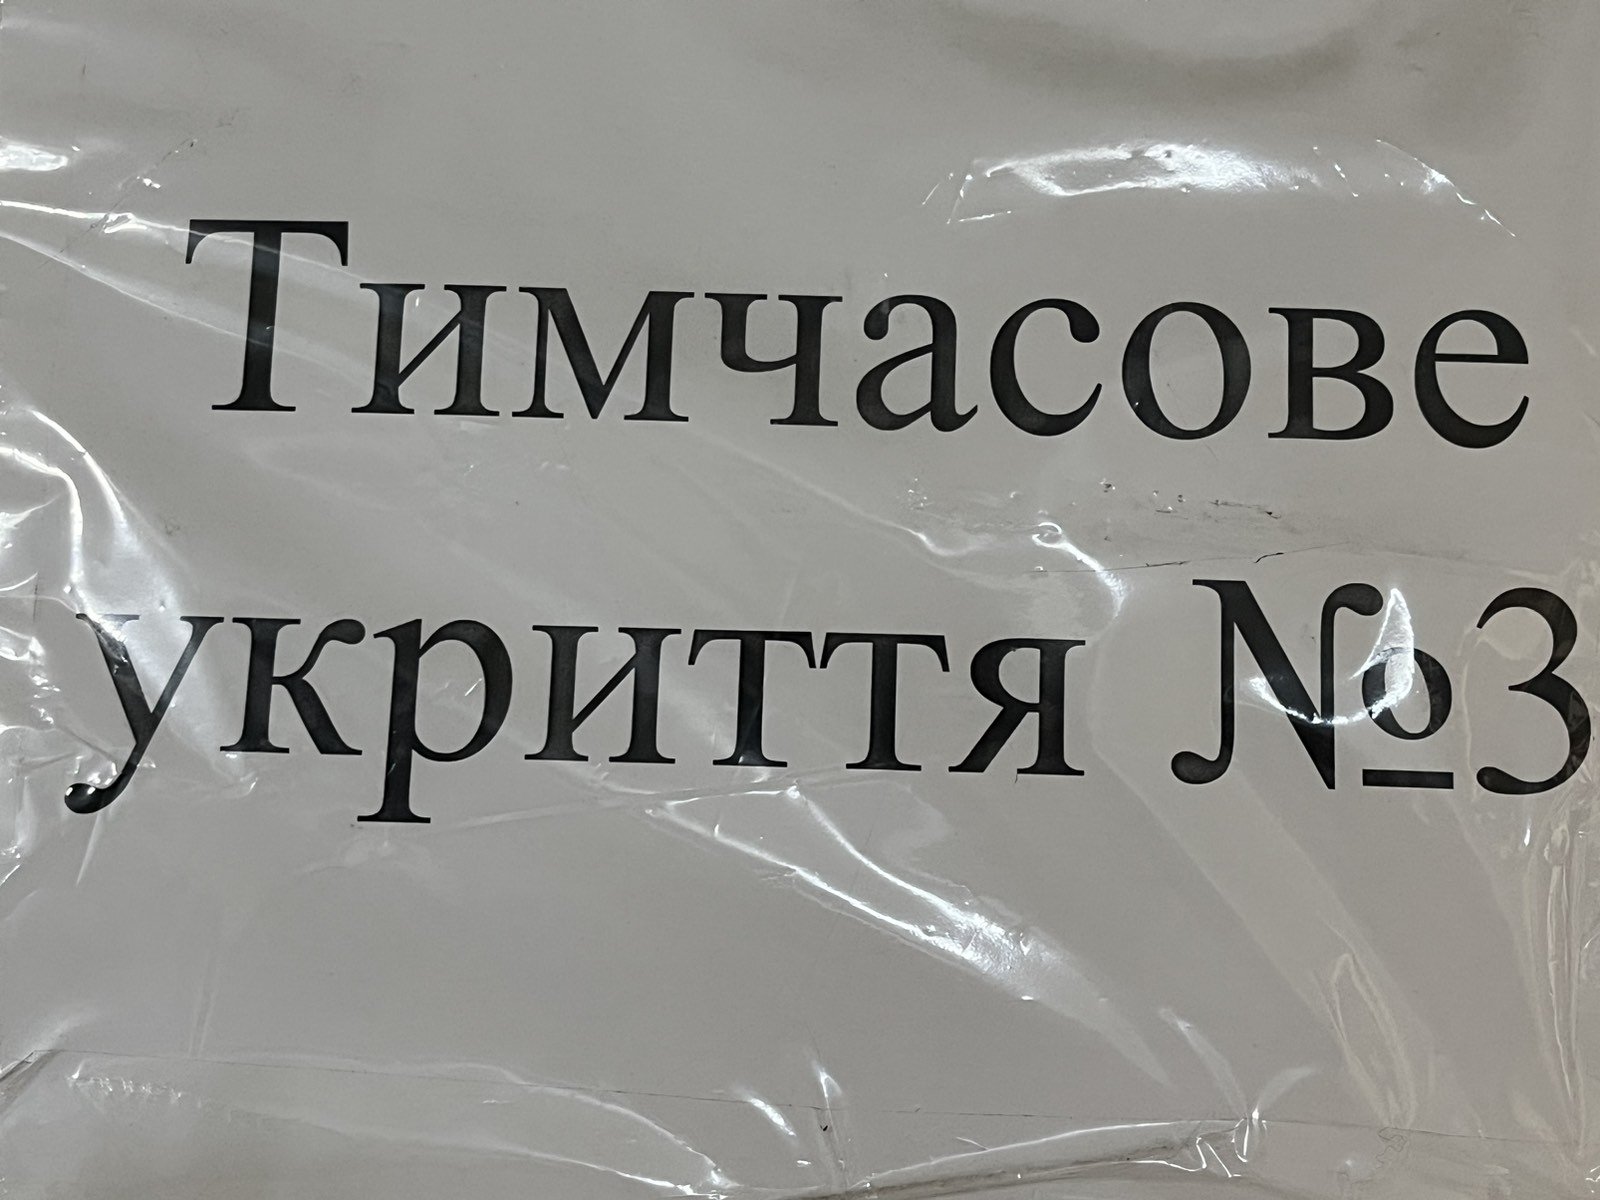 Тимчасове
укриття №3